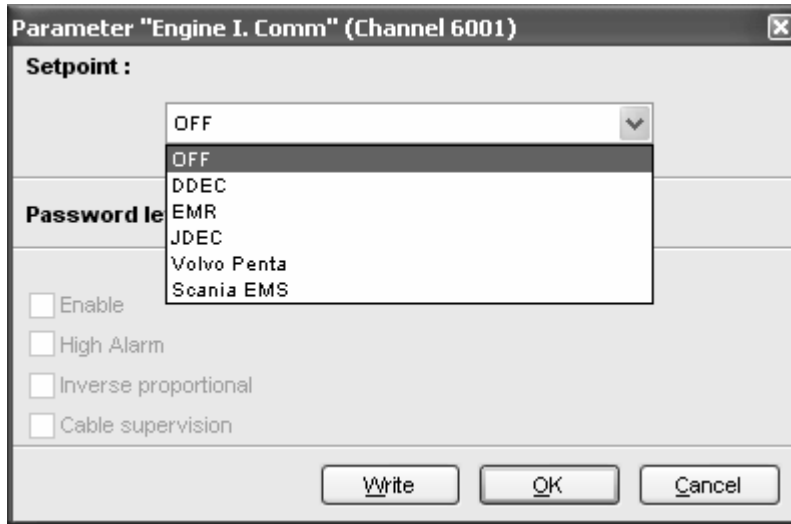 Parameter "Engine I. Comm" (Channel 6001)
Setpoint :
OFF
OFF
DDEC
EMR
JDEC
Volvo Penta
Scania EMS
Password le
Enable
High Alarm
Inverse proportional
Cable supervision
Write OK Cancel